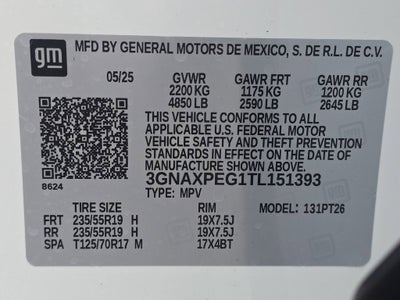 gm MFD BY GENERAL MOTORS DE MEXICO, S. DE R.L. DE C.V.
05/25 GVWR GAWR FRT GAWR RR
2200 KG 1175 KG 1200 KG
4850 LB 2590 LB 2645 LB
THIS VEHICLE CONFORMS TO ALL APPLICABLE
U.S. FEDERAL MOTOR
VEHICLE SAFETY AND THEFT PREVENTION
STANDARDS IN EFFECT ON THE DATE OF
MANUFACTURE SHOWN ABOVE.
8624 3GNAXPEG1TL151393
TYPE: MPV
TIRE SIZE RIM MODEL: 131PT26
FRT 235/55R19 H 19X7.5J
RR 235/55R19 H 19X7.5J
SPA T125/70R17 M 17X4BT